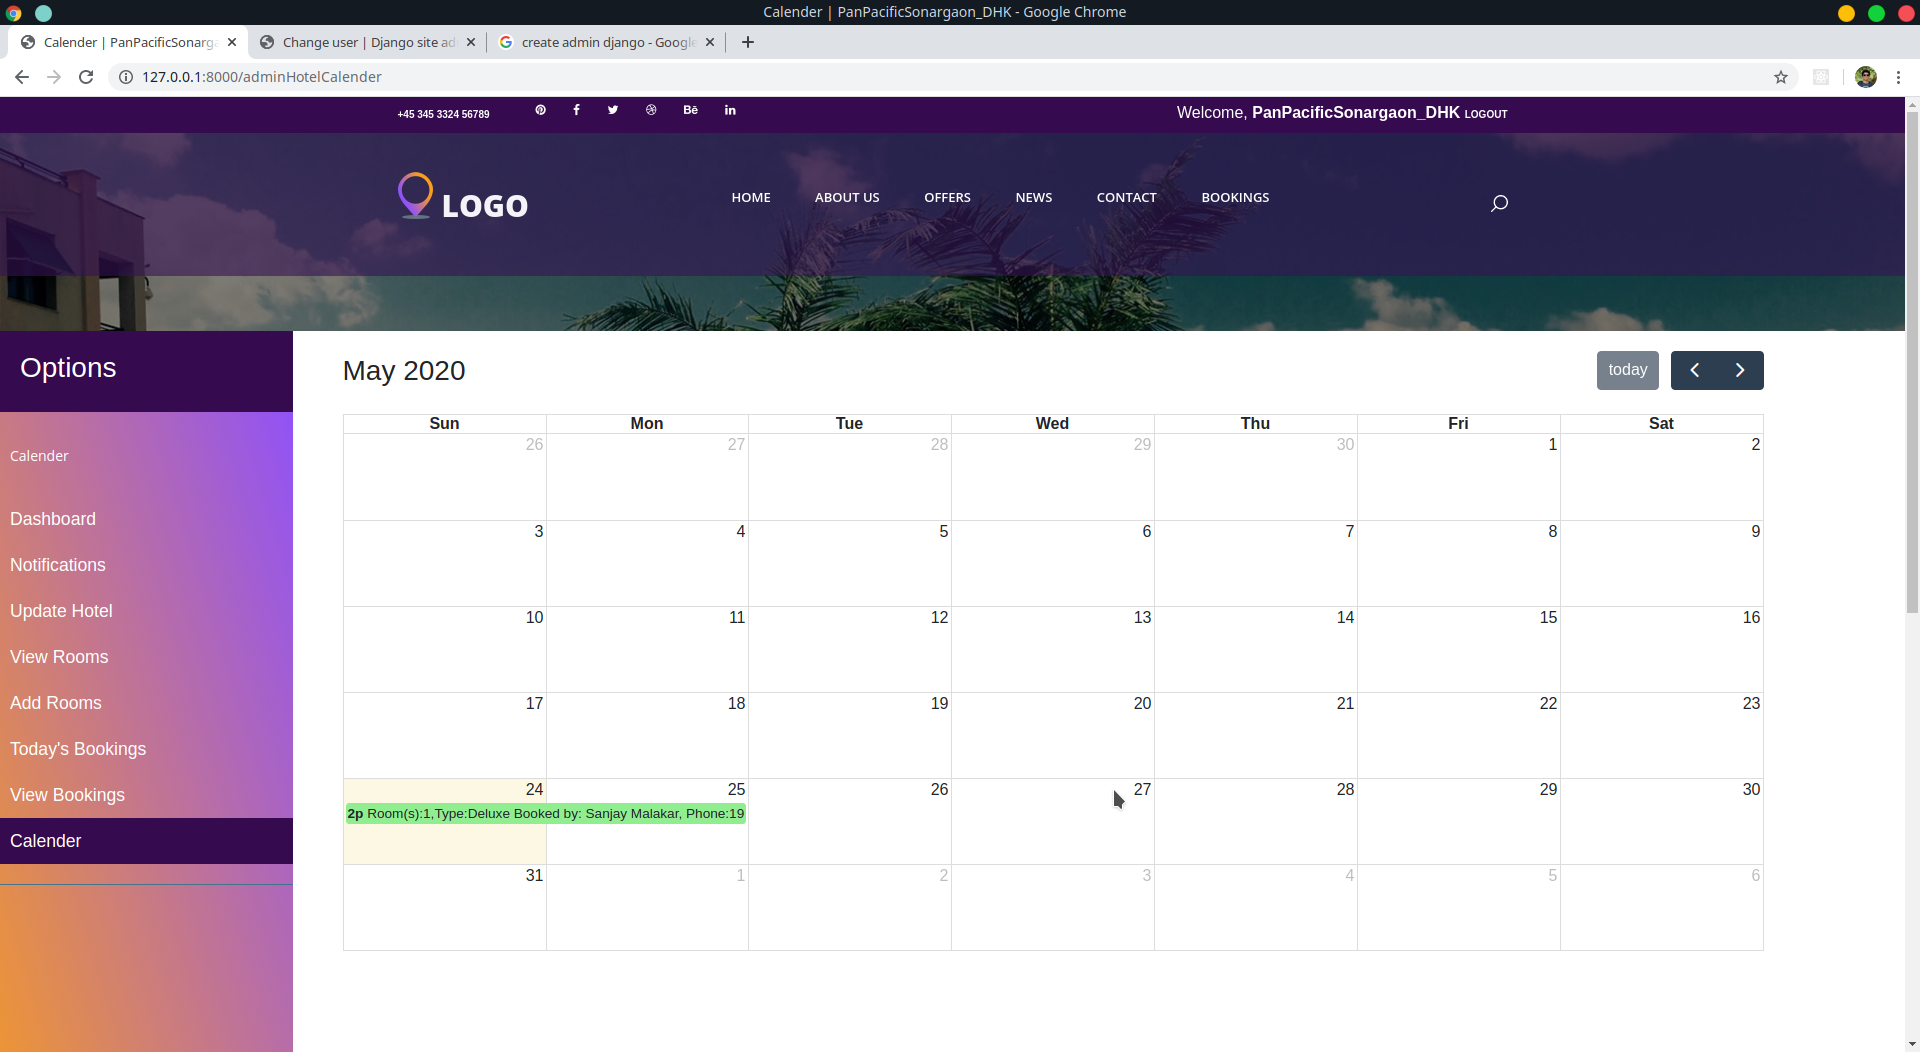 Calender | PanPacificSonargaon_DHK - Google Chrome
Calender | PanPacificSonarga
Change user | Django site ad
create admin django - Google
127.0.0.1:8000/adminHotelCalender
+45 345 3324 56789
Bē
in
Welcome, PanPacificSonargaon_DHK LOGOUT
LOGO
HOME ABOUT US OFFERS NEWS CONTACT BOOKINGS
Options
Calender
Dashboard
Notifications
Update Hotel
View Rooms
Add Rooms
Today's Bookings
View Bookings
Calender
May 2020
today
Sun Mon Tue Wed Thu Fri Sat
26 27 28 29 30 1 2
3 4 5 6 7 8 9
10 11 12 13 14 15 16
17 18 19 20 21 22 23
24 25 26 27 28 29 30
2p Room(s):1,Type:Deluxe Booked by: Sanjay Malakar, Phone:19
31 1 2 3 4 5 6